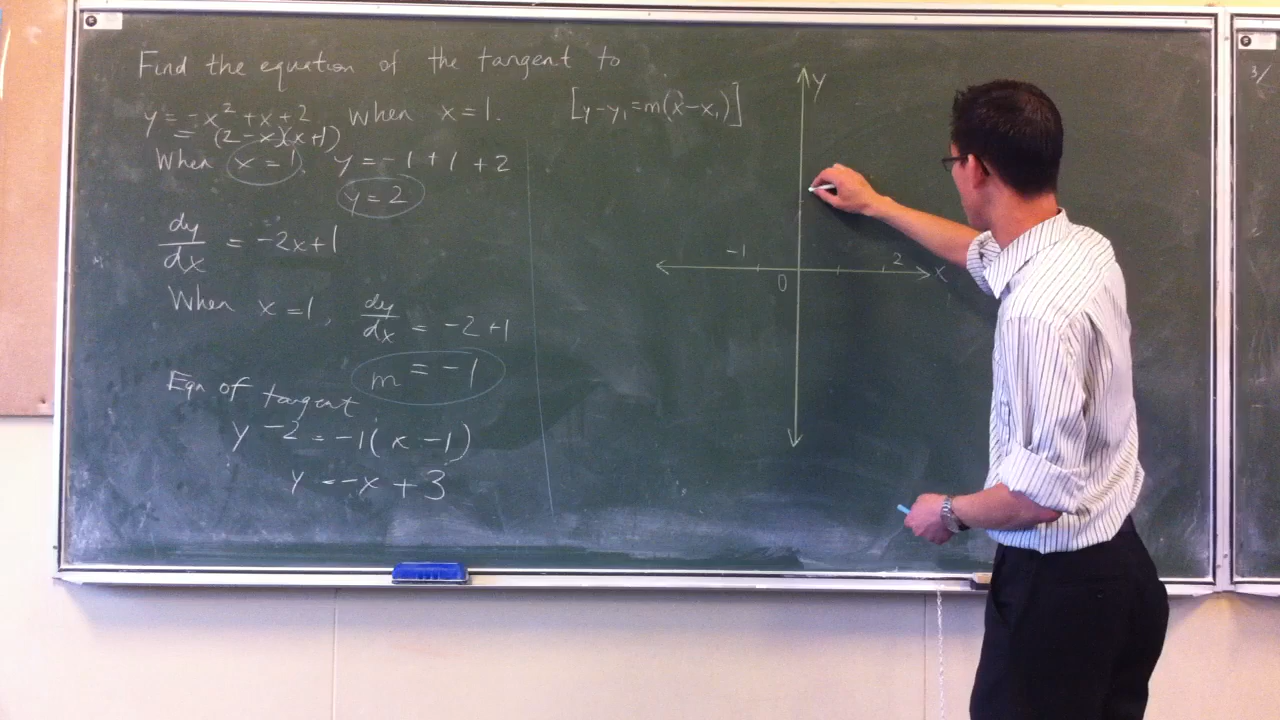 Find the equation of the tangent to
y = -x² + x + 2 when x = 1. [y - y₁ = m(x - x₁)]
= (2 - x)(x + 1)
When x = 1, y = -1 + 1 + 2
y = 2
dy/dx = -2x + 1
When x = 1, dy/dx = -2 + 1
m = -1
Eqn of tangent
y - 2 = -1(x - 1)
y = -x + 3
y
-1 0 2 x
3/